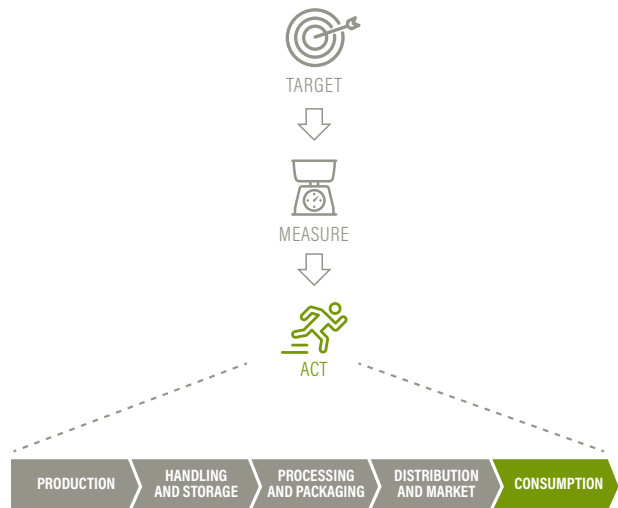 TARGET
MEASURE
ACT
PRODUCTION
HANDLING
AND STORAGE
PROCESSING
AND PACKAGING
DISTRIBUTION
AND MARKET
CONSUMPTION